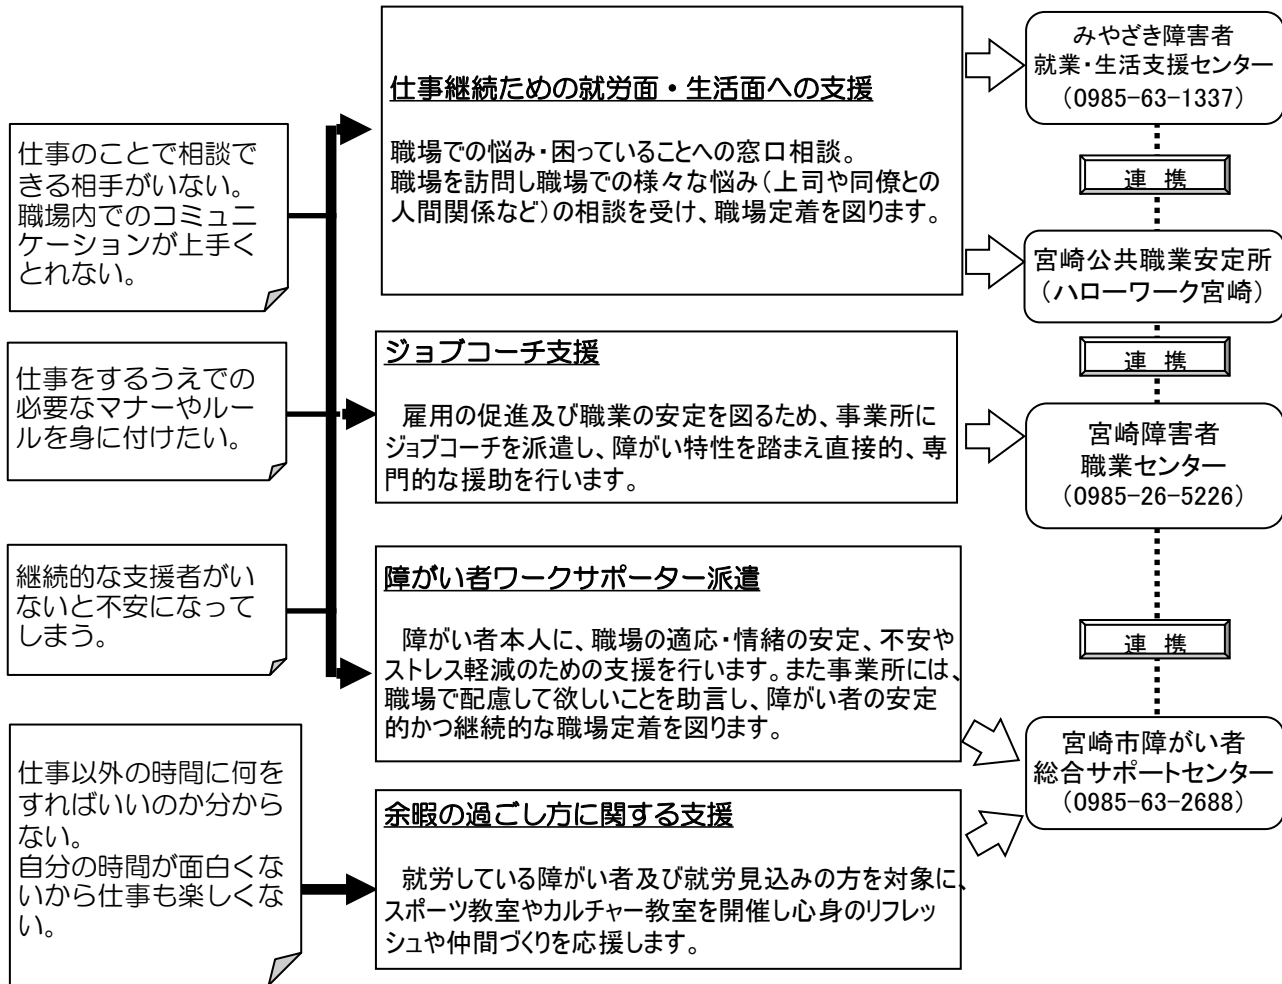 仕事のことで相談で
きる相手がいない。
職場内でのコミュニ
ケーションが上手く
とれない。
仕事をするうえでの
必要なマナーやルー
ルを身に付けたい。
継続的な支援者がい
ないと不安になって
しまう。
仕事以外の時間に何を
すればいいのか分から
ない。
自分の時間が面白くな
いから仕事も楽しくな
い。
仕事継続ための就労面・生活面への支援
職場での悩み・困っていることへの窓口相談。
職場を訪問し職場での様々な悩み（上司や同僚との
人間関係など）の相談を受け、職場定着を図ります。
ジョブコーチ支援
雇用の促進及び職業の安定を図るため、事業所に
ジョブコーチを派遣し、障がい特性を踏まえ直接的、専
門的な援助を行います。
障がい者ワークサポーター派遣
障がい者本人に、職場の適応・情緒の安定、不安や
ストレス軽減のための支援を行います。また事業所には、
職場で配慮して欲しいことを助言し、障がい者の安定
的かつ継続的な職場定着を図ります。
余暇の過ごし方に関する支援
就労している障がい者及び就労見込みの方を対象に、
スポーツ教室やカルチャー教室を開催し心身のリフレッ
シュや仲間づくりを応援します。
みやざき障害者
就業・生活支援センター
（0985-63-1337）
連 携
宮崎公共職業安定所
（ハローワーク宮崎）
連 携
宮崎障害者
職業センター
（0985-26-5226）
連 携
宮崎市障がい者
総合サポートセンター
（0985-63-2688）